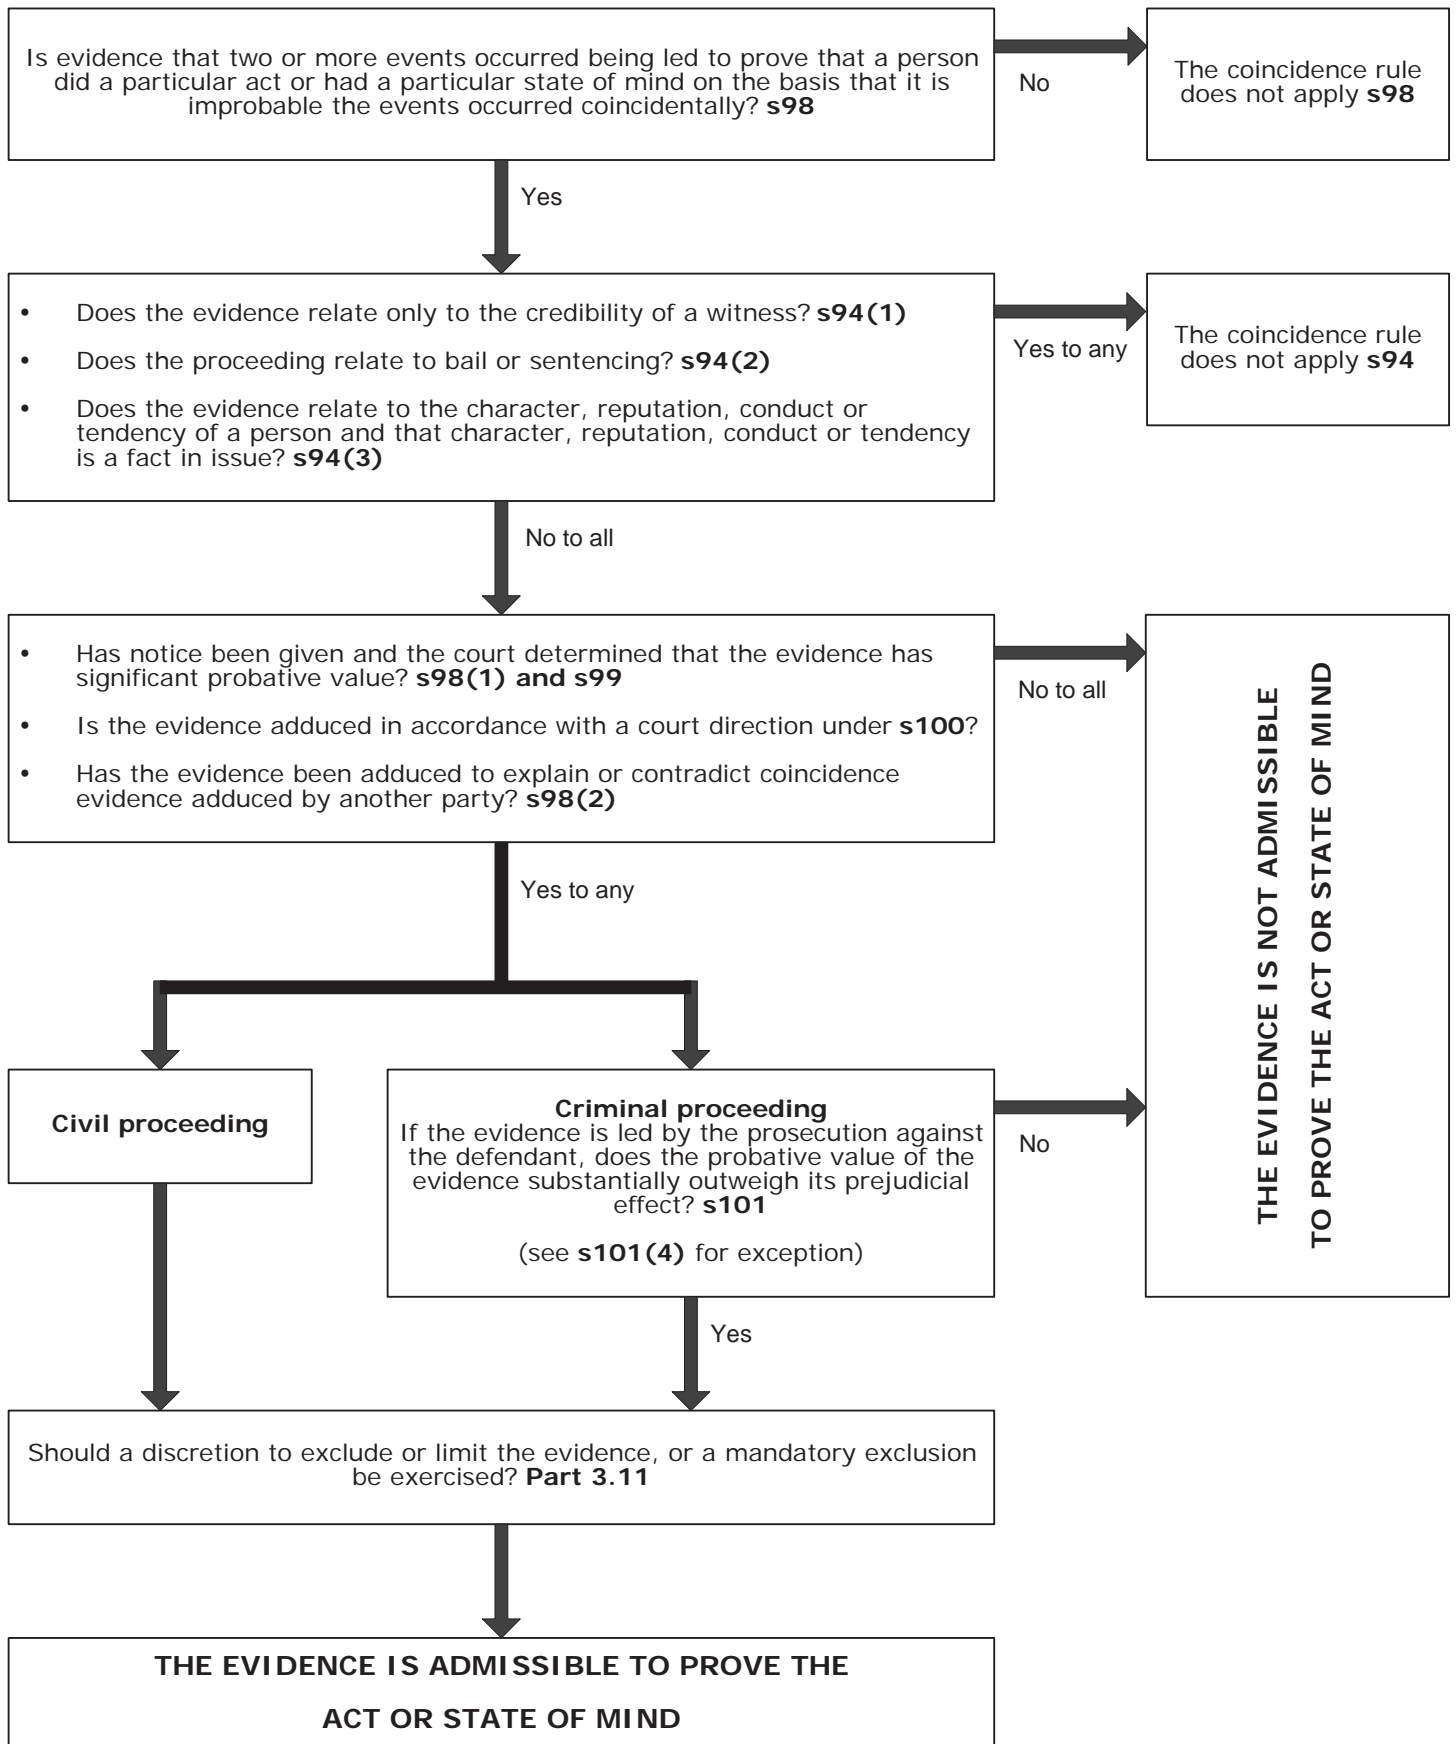 Is evidence that two or more events occurred being led to prove that a person
did a particular act or had a particular state of mind on the basis that it is
improbable the events occurred coincidentally? s98
No
The coincidence rule
does not apply s98
Yes
• Does the evidence relate only to the credibility of a witness? s94(1)
• Does the proceeding relate to bail or sentencing? s94(2)
• Does the evidence relate to the character, reputation, conduct or
tendency of a person and that character, reputation, conduct or tendency
is a fact in issue? s94(3)
Yes to any
The coincidence rule
does not apply s94
No to all
• Has notice been given and the court determined that the evidence has
significant probative value? s98(1) and s99
• Is the evidence adduced in accordance with a court direction under s100?
• Has the evidence been adduced to explain or contradict coincidence
evidence adduced by another party? s98(2)
No to all
THE EVIDENCE IS NOT ADMISSIBLE
TO PROVE THE ACT OR STATE OF MIND
Yes to any
Civil proceeding
Criminal proceeding
If the evidence is led by the prosecution against
the defendant, does the probative value of the
evidence substantially outweigh its prejudicial
effect? s101
(see s101(4) for exception)
No
Yes
Should a discretion to exclude or limit the evidence, or a mandatory exclusion
be exercised? Part 3.11
THE EVIDENCE IS ADMISSIBLE TO PROVE THE
ACT OR STATE OF MIND